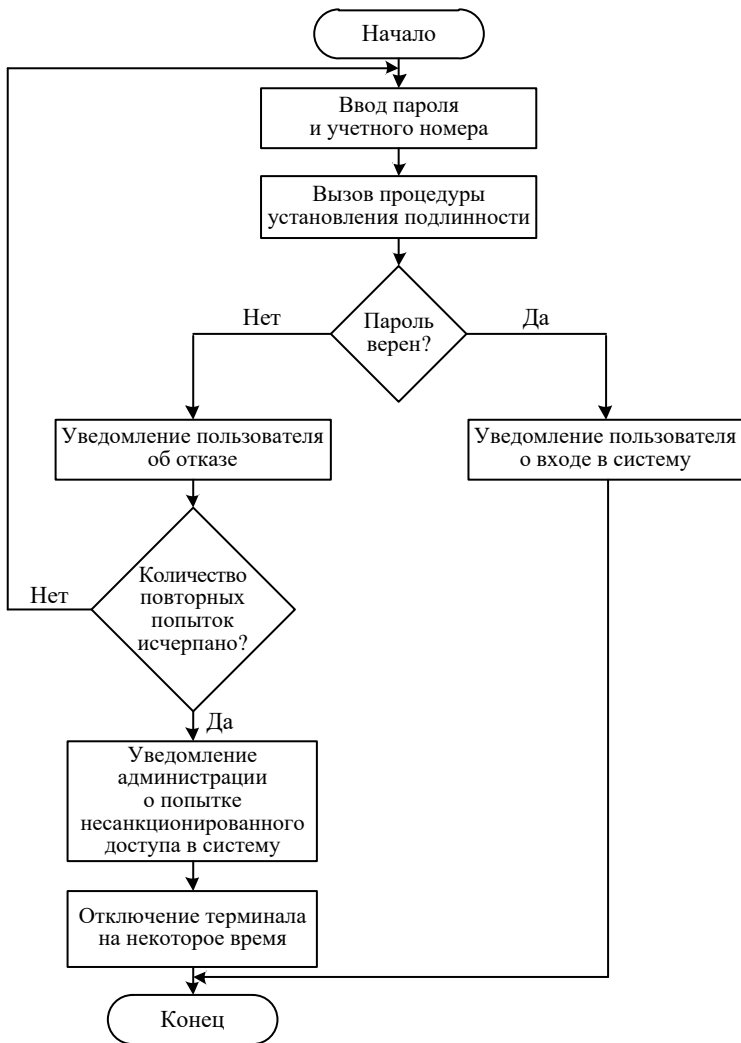 Начало
Ввод пароля
и учетного номера
Вызов процедуры
установления подлинности
Нет
Пароль
верен?
Да
Уведомление пользователя
об отказе
Уведомление пользователя
о входе в систему
Нет
Количество
повторных
попыток
исчерпано?
Да
Уведомление
администрации
о попытке
несанкционированного
доступа в систему
Отключение терминала
на некоторое время
Конец